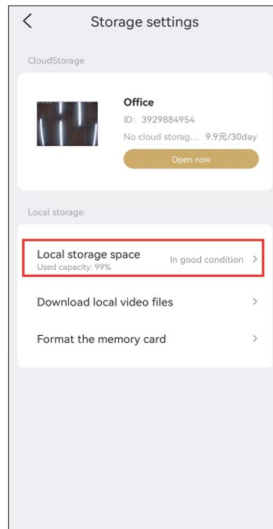 Storage settings
CloudStorage
Office
ID: 3929884954
No cloud storag... 9.9元/30day
Open now
Local storage
Local storage space
In good condition
Used capacity: 99%
Download local video files
Format the memory card